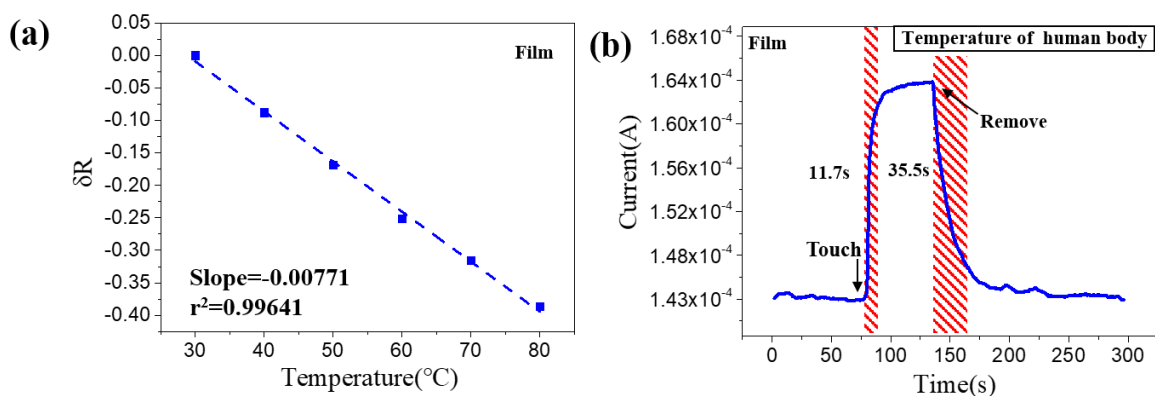 (a)
0.05
0.00
-0.05
-0.10
-0.15
-0.20
-0.25
-0.30
-0.35
-0.40
δR
Film
Slope=-0.00771
r²=0.99641
30 40 50 60 70 80
Temperature(°C)
(b)
1.68x10⁻⁴
1.64x10⁻⁴
1.60x10⁻⁴
1.56x10⁻⁴
1.52x10⁻⁴
1.48x10⁻⁴
1.43x10⁻⁴
Current(A)
Film
Temperature of human body
Remove
11.7s
35.5s
Touch
0 50 100 150 200 250 300
Time(s)